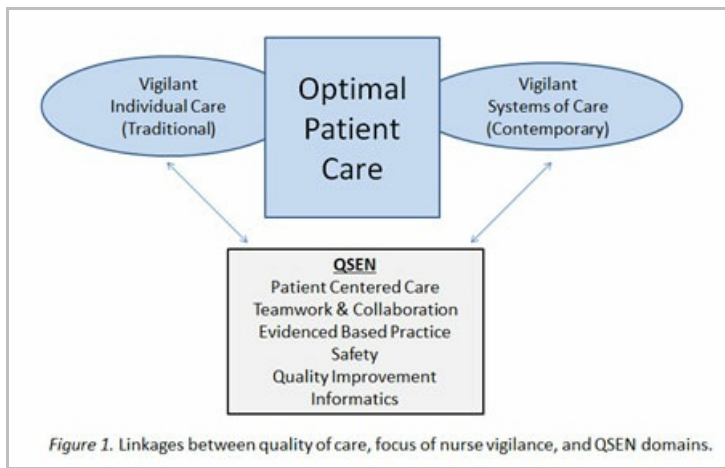 Vigilant
Individual Care
(Traditional)
Optimal
Patient
Care
Vigilant
Systems of Care
(Contemporary)
QSEN
Patient Centered Care
Teamwork & Collaboration
Evidenced Based Practice
Safety
Quality Improvement
Informatics
Figure 1. Linkages between quality of care, focus of nurse vigilance, and QSEN domains.